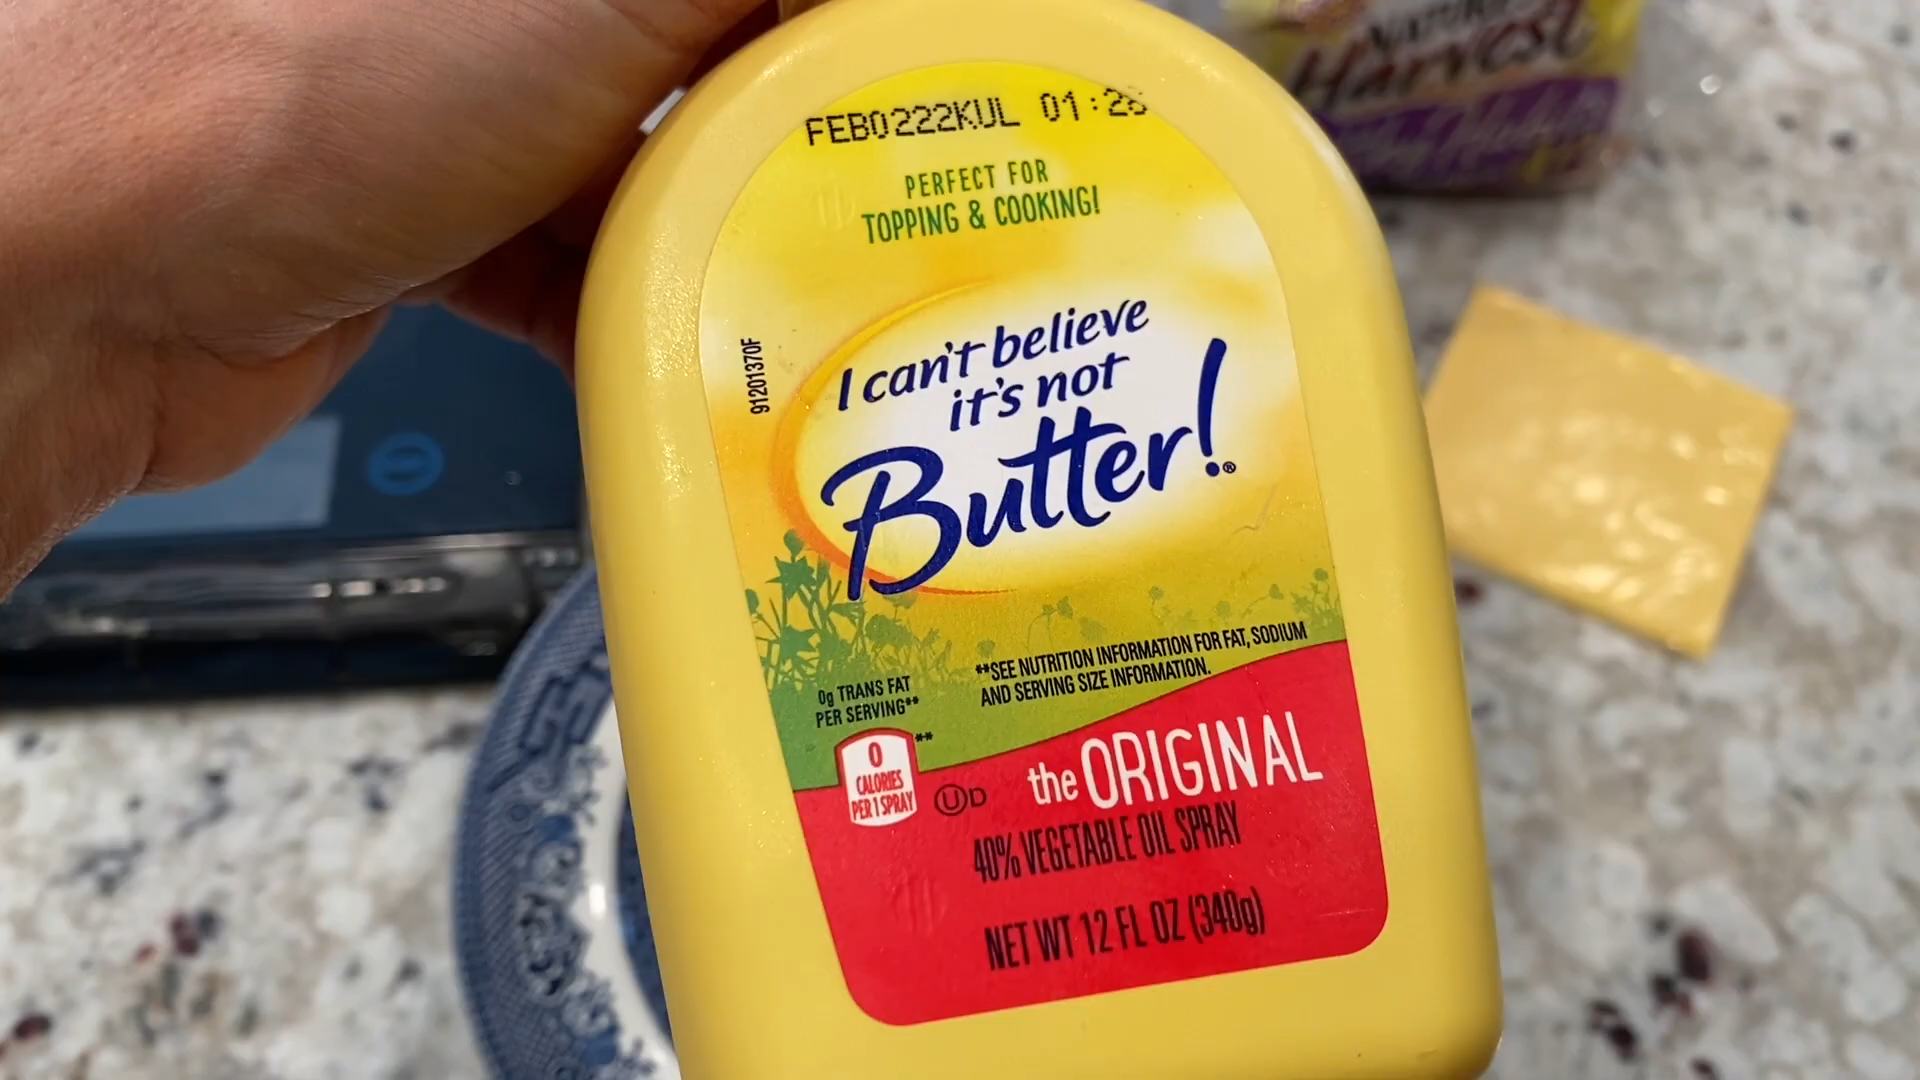 FEB0222KUL 01:28
PERFECT FOR
TOPPING & COOKING!
I can't believe
it's not
Butter!®
91201370F
**SEE NUTRITION INFORMATION FOR FAT, SODIUM
AND SERVING SIZE INFORMATION.
0g TRANS FAT
PER SERVING**
0
CALORIES
PER 1 SPRAY
**
UD
the ORIGINAL
40% VEGETABLE OIL SPRAY
NET WT 12 FL OZ (340g)
Harvest